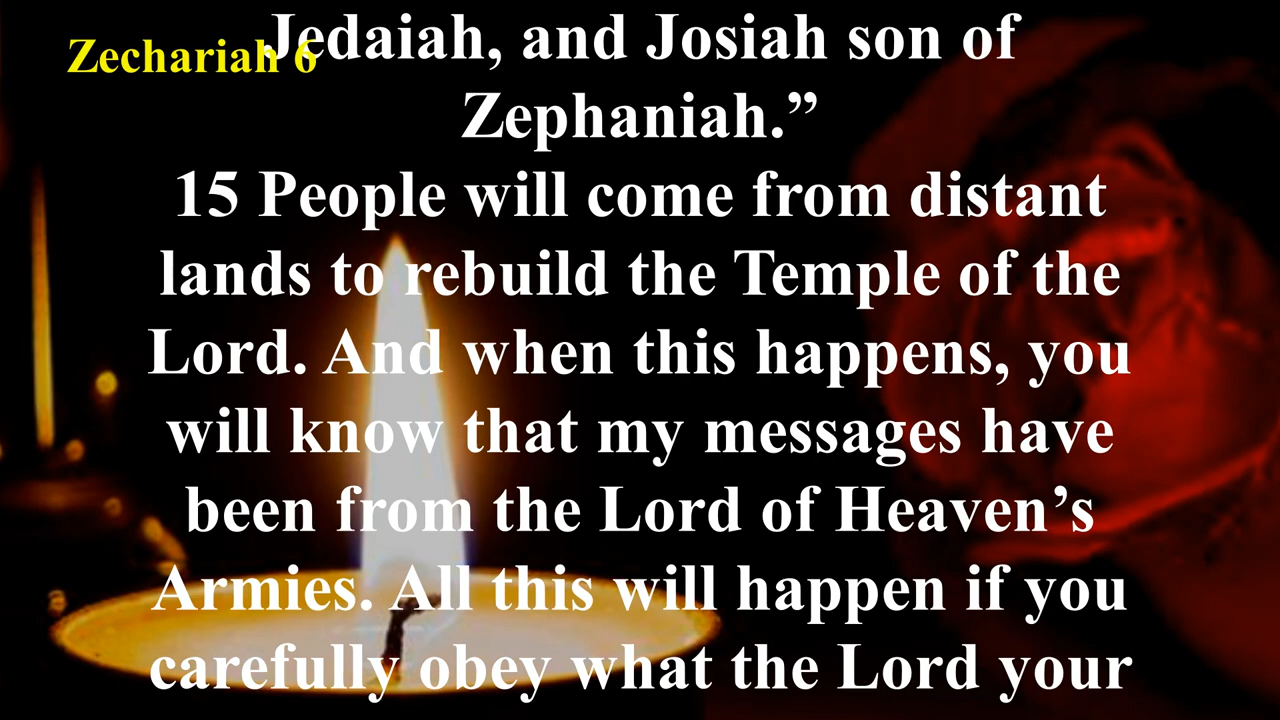 Zechariah 6
Jedaiah, and Josiah son of
Zephaniah.”
15 People will come from distant
lands to rebuild the Temple of the
Lord. And when this happens, you
will know that my messages have
been from the Lord of Heaven’s
Armies. All this will happen if you
carefully obey what the Lord your